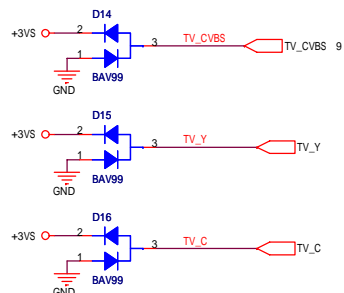 D14
+3VS 2
3 TV_CVBS TV_CVBS 9
1
GND BAV99
D15
+3VS 2
3 TV_Y TV_Y
1
GND BAV99
D16
+3VS 2
3 TV_C TV_C
1
GND BAV99